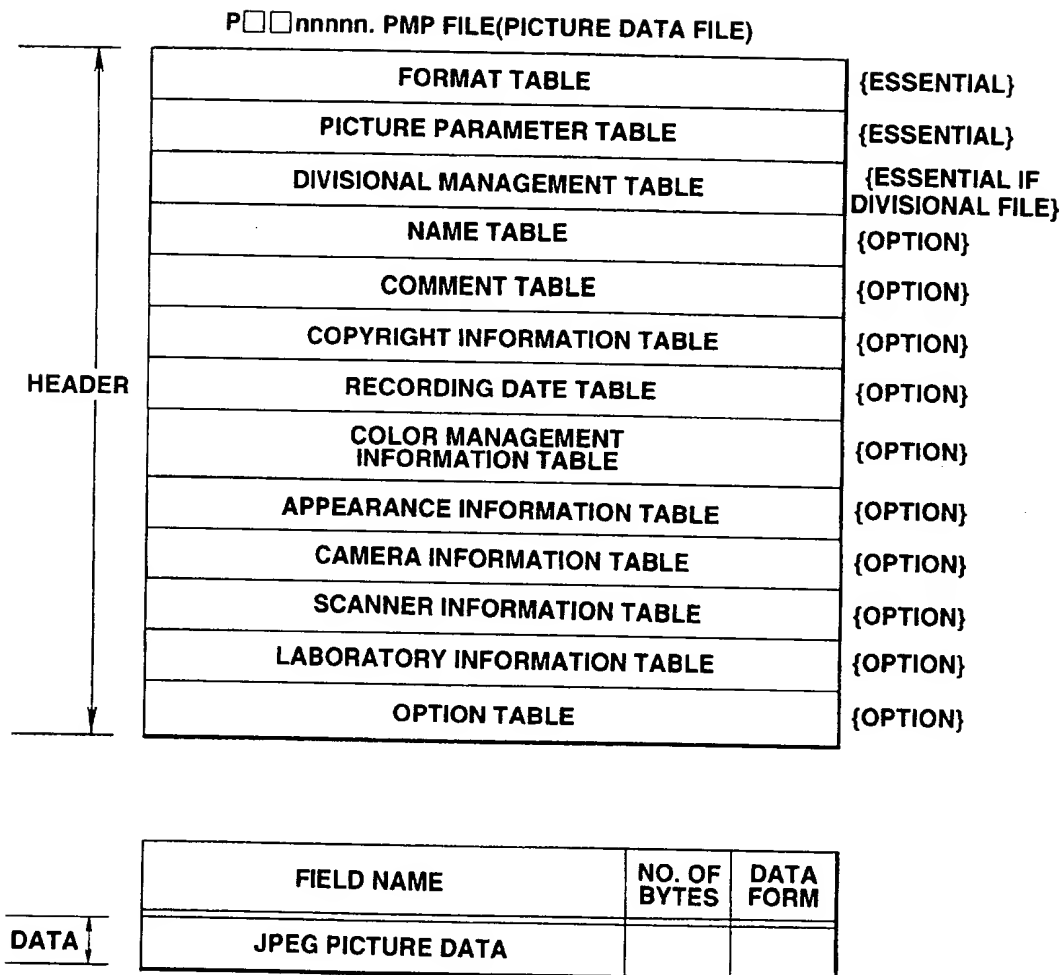 P□□nnnnn. PMP FILE(PICTURE DATA FILE)
FORMAT TABLE {ESSENTIAL}
PICTURE PARAMETER TABLE {ESSENTIAL}
DIVISIONAL MANAGEMENT TABLE {ESSENTIAL IF
DIVISIONAL FILE}
NAME TABLE {OPTION}
COMMENT TABLE {OPTION}
COPYRIGHT INFORMATION TABLE {OPTION}
HEADER
RECORDING DATE TABLE {OPTION}
COLOR MANAGEMENT
INFORMATION TABLE {OPTION}
APPEARANCE INFORMATION TABLE {OPTION}
CAMERA INFORMATION TABLE {OPTION}
SCANNER INFORMATION TABLE {OPTION}
LABORATORY INFORMATION TABLE {OPTION}
OPTION TABLE {OPTION}
FIELD NAME
NO. OF
BYTES
DATA
FORM
DATA
JPEG PICTURE DATA